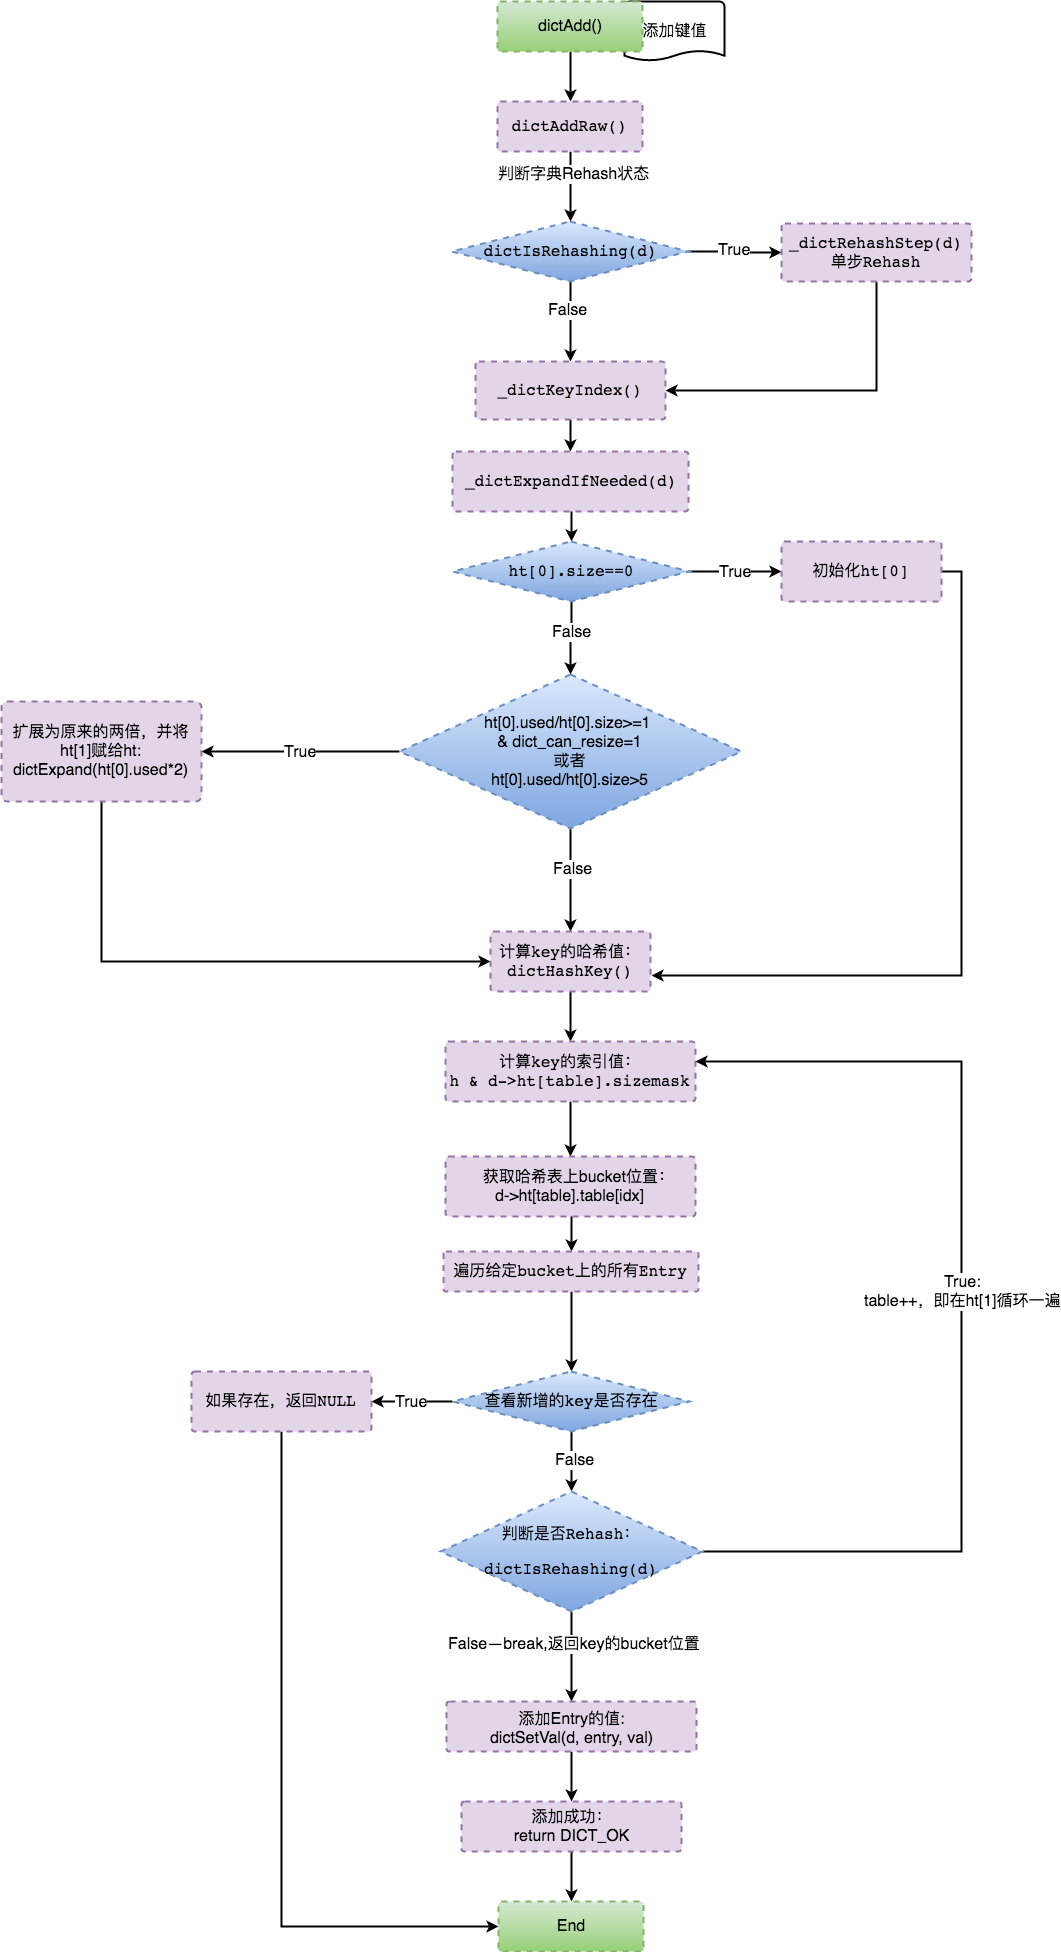 dictAdd()
添加键值
dictAddRaw()
判断字典Rehash状态
dictIsRehashing(d)
True
_dictRehashStep(d)
单步Rehash
False
_dictKeyIndex()
_dictExpandIfNeeded(d)
ht[0].size==0
True
初始化ht[0]
False
ht[0].used/ht[0].size>=1
& dict_can_resize=1
或者
ht[0].used/ht[0].size>5
True
扩展为原来的两倍，并将
ht[1]赋给ht:
dictExpand(ht[0].used*2)
False
计算key的哈希值：
dictHashKey()
计算key的索引值：
h & d->ht[table].sizemask
获取哈希表上bucket位置：
d->ht[table].table[idx]
遍历给定bucket上的所有Entry
True:
table++，即在ht[1]循环一遍
查看新增的key是否存在
True
如果存在，返回NULL
False
判断是否Rehash：
dictIsRehashing(d)
False—break,返回key的bucket位置
添加Entry的值:
dictSetVal(d, entry, val)
添加成功：
return DICT_OK
End